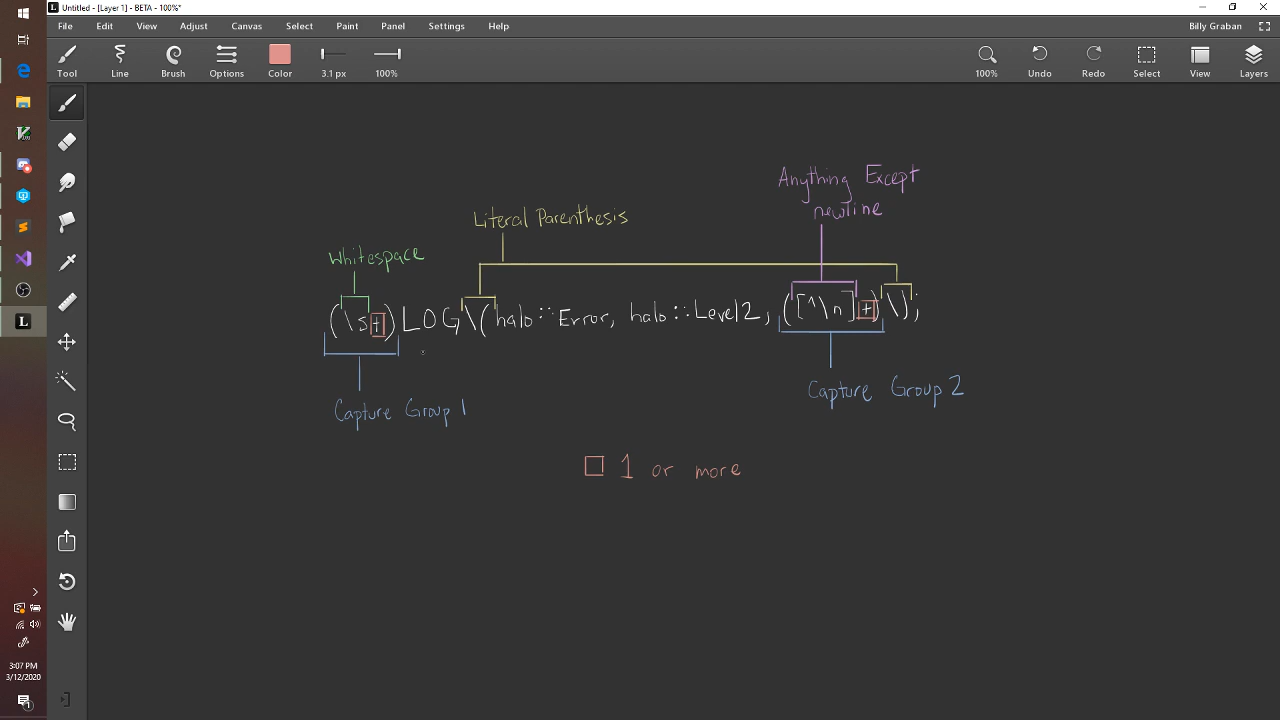 Untitled - [Layer 1] - BETA - 100%*
File Edit View Adjust Canvas Select Paint Panel Settings Help
Billy Graban
Tool Line Brush Options Color 3.1 px 100%
100% Undo Redo Select View Layers
Anything Except
newline
Literal Parenthesis
Whitespace
(\s+)LOG\(halo::Error, halo::Level2, ([^\n]+)\);
Capture Group 1
Capture Group 2
1 or more
3:07 PM
3/12/2020